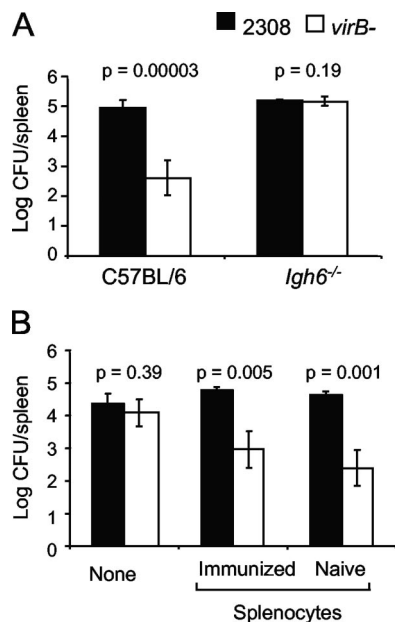 A
2308 virB-
p = 0.00003 p = 0.19
Log CFU/spleen
6
5
4
3
2
1
0
C57BL/6 Igh6-/-
B
p = 0.39 p = 0.005 p = 0.001
Log CFU/spleen
6
5
4
3
2
1
0
None Immunized Naive
Splenocytes